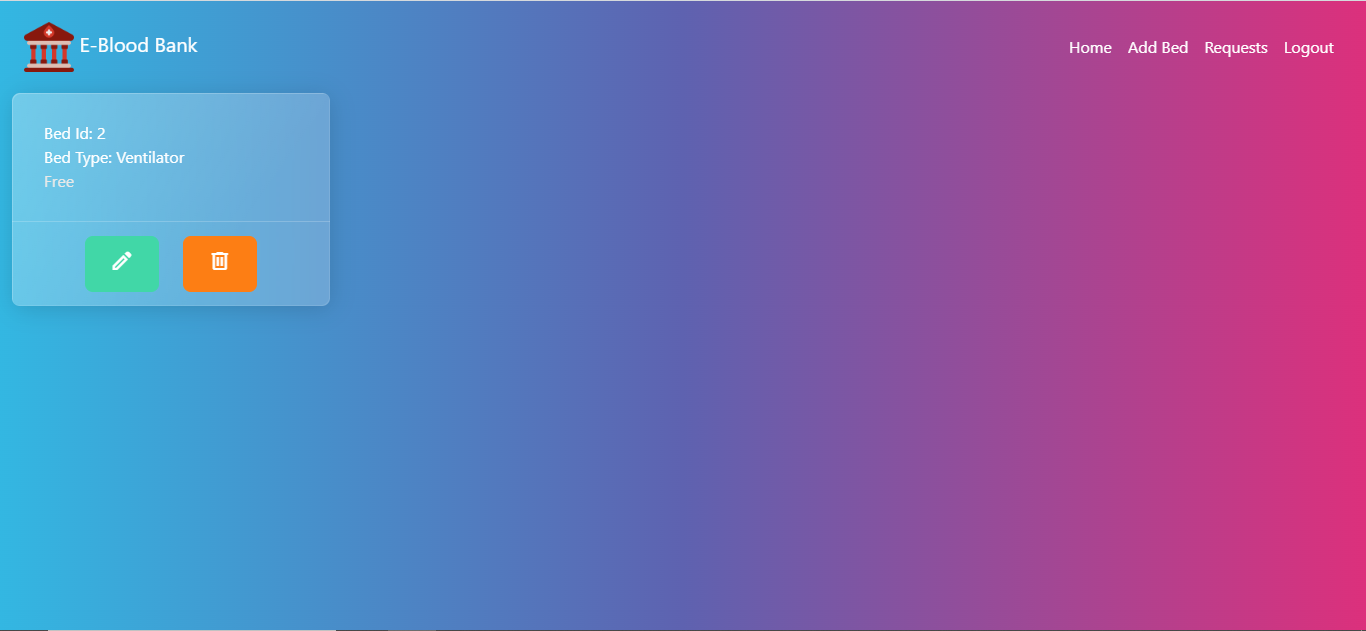 E-Blood Bank
Home Add Bed Requests Logout
Bed Id: 2
Bed Type: Ventilator
Free